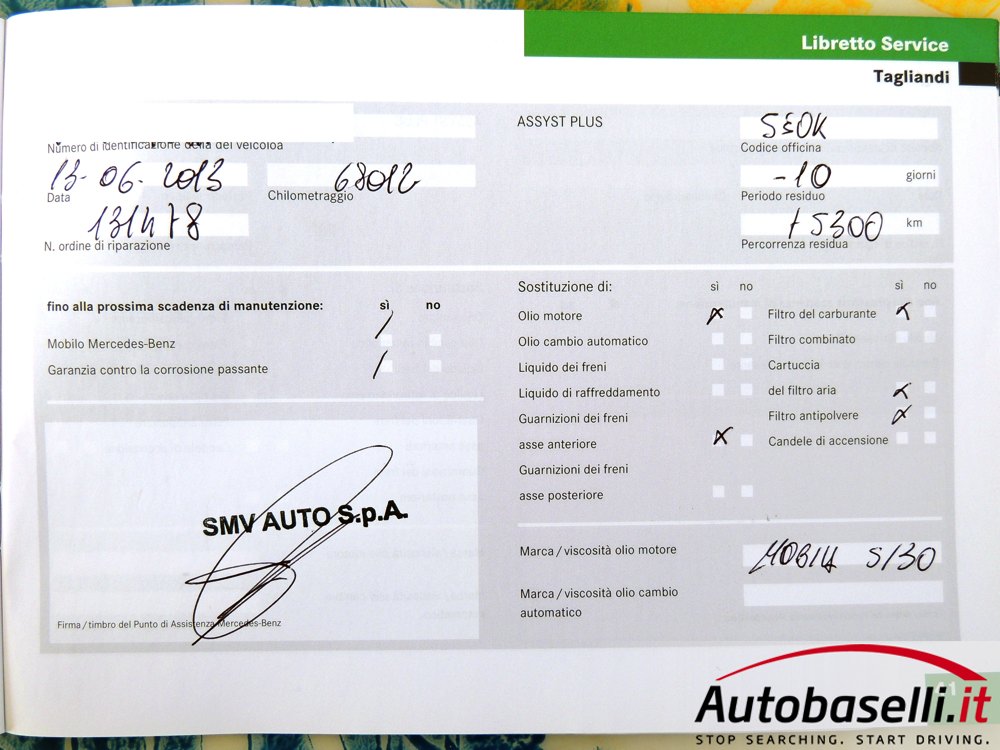 Libretto Service
Tagliandi
ASSYST PLUS
Codice officina
Numero di identificazione della del veicoloa
13-06-2013
68012
-10 giorni
Data
Chilometraggio
Periodo residuo
131478
15300 km
N. ordine di riparazione
Percorrenza residua
fino alla prossima scadenza di manutenzione: sì no
Mobilo Mercedes-Benz
Garanzia contro la corrosione passante
Sostituzione di: sì no sì no
Olio motore
Olio cambio automatico
Liquido dei freni
Liquido di raffreddamento
Guarnizioni dei freni
asse anteriore
Guarnizioni dei freni
asse posteriore
Filtro del carburante
Filtro combinato
Cartuccia
del filtro aria
Filtro antipolvere
Candele di accensione
SMV AUTO S.p.A.
Firma/timbro del Punto di Assistenza Mercedes-Benz
Marca/viscosità olio motore
5/30
Marca/viscosità olio cambio
automatico
Autobaselli.it
STOP SEARCHING. START DRIVING.